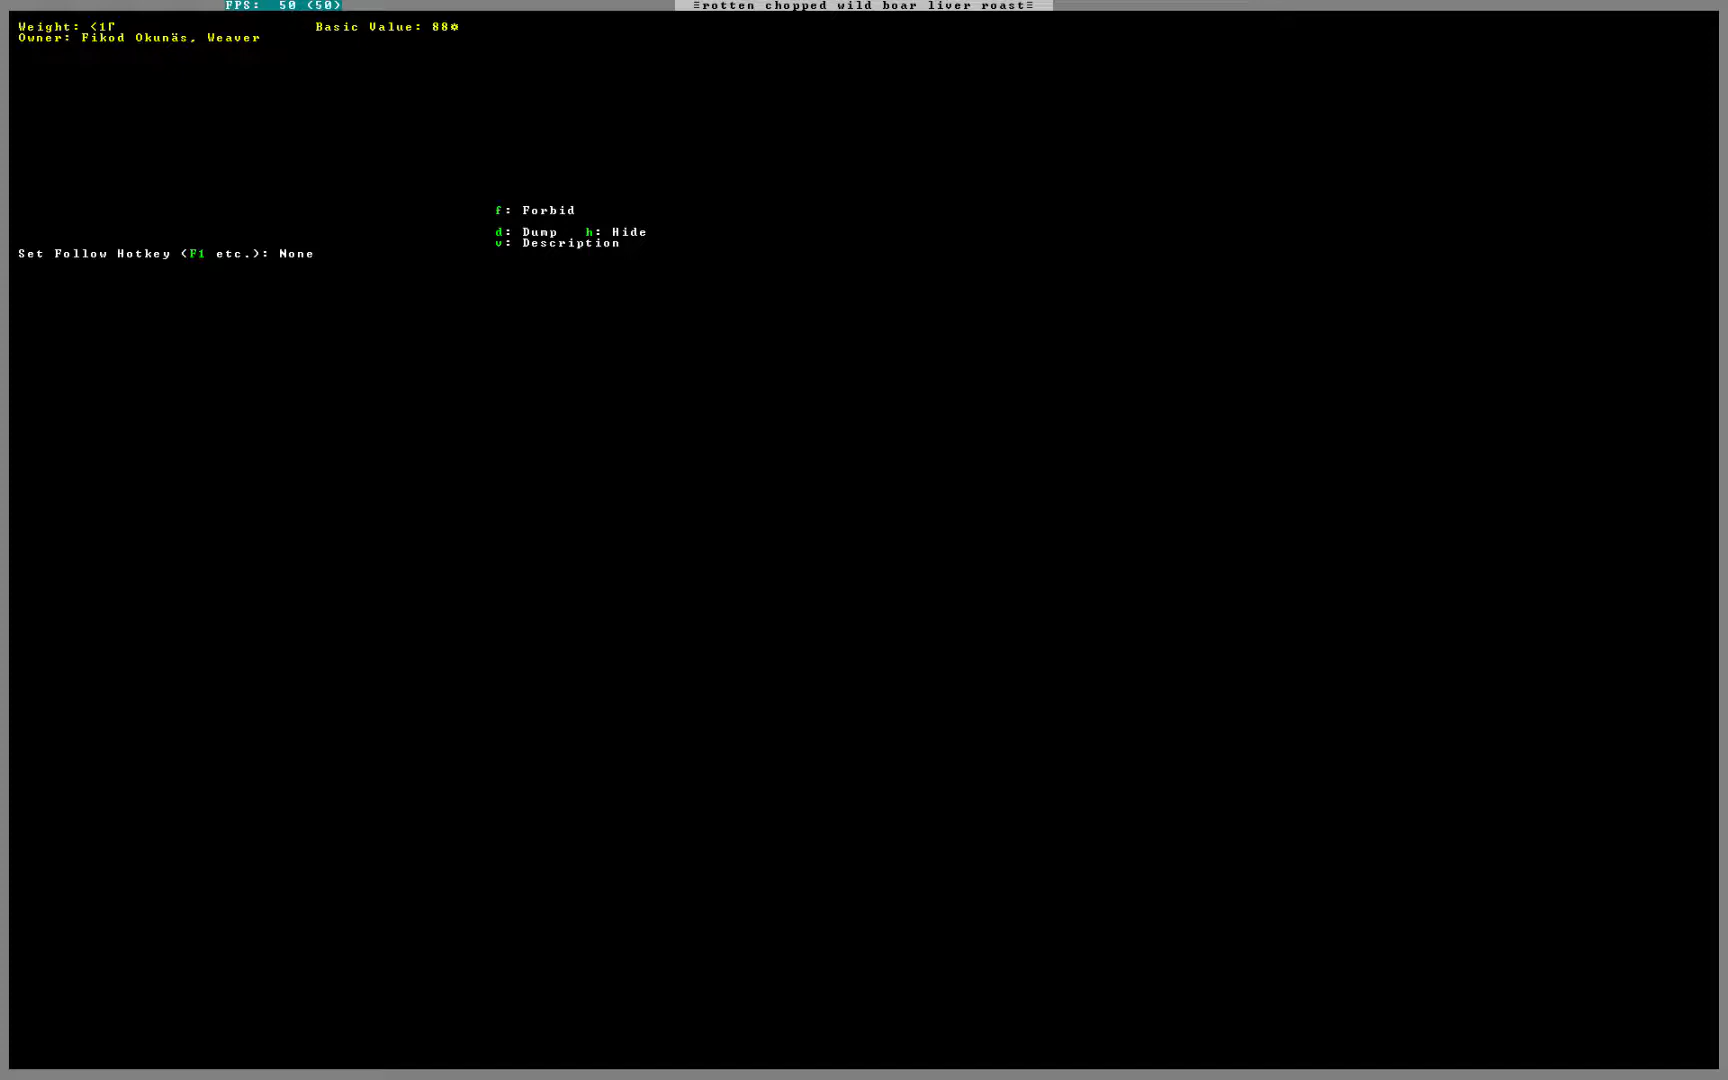 FPS: 50 (50)
≡rotten chopped wild boar liver roast≡
Weight: <1Γ Basic Value: 88☼
Owner: Fikod Okunäs, Weaver
f: Forbid
d: Dump h: Hide
v: Description
Set Follow Hotkey (F1 etc.): None